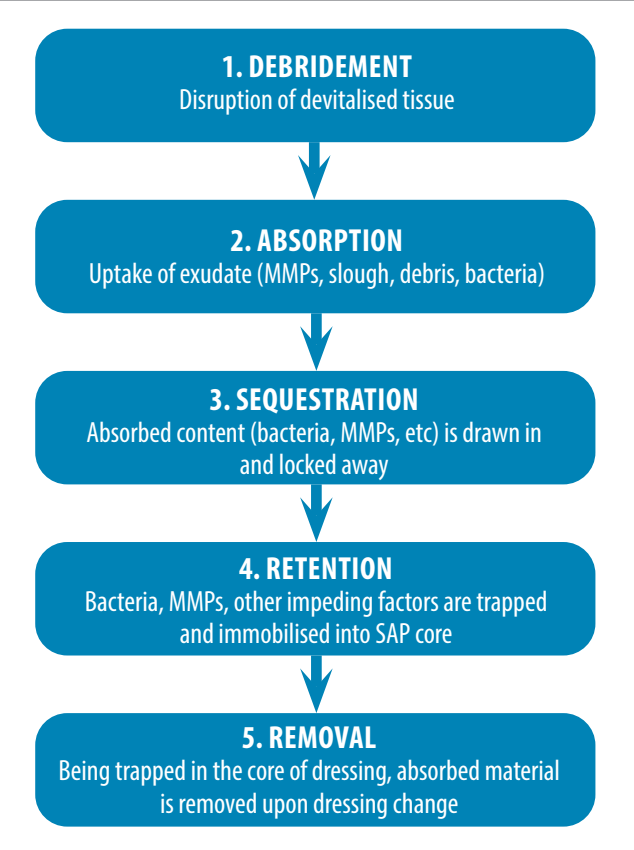 1. DEBRIDEMENT
Disruption of devitalised tissue
2. ABSORPTION
Uptake of exudate (MMPs, slough, debris, bacteria)
3. SEQUESTRATION
Absorbed content (bacteria, MMPs, etc) is drawn in
and locked away
4. RETENTION
Bacteria, MMPs, other impeding factors are trapped
and immobilised into SAP core
5. REMOVAL
Being trapped in the core of dressing, absorbed material
is removed upon dressing change